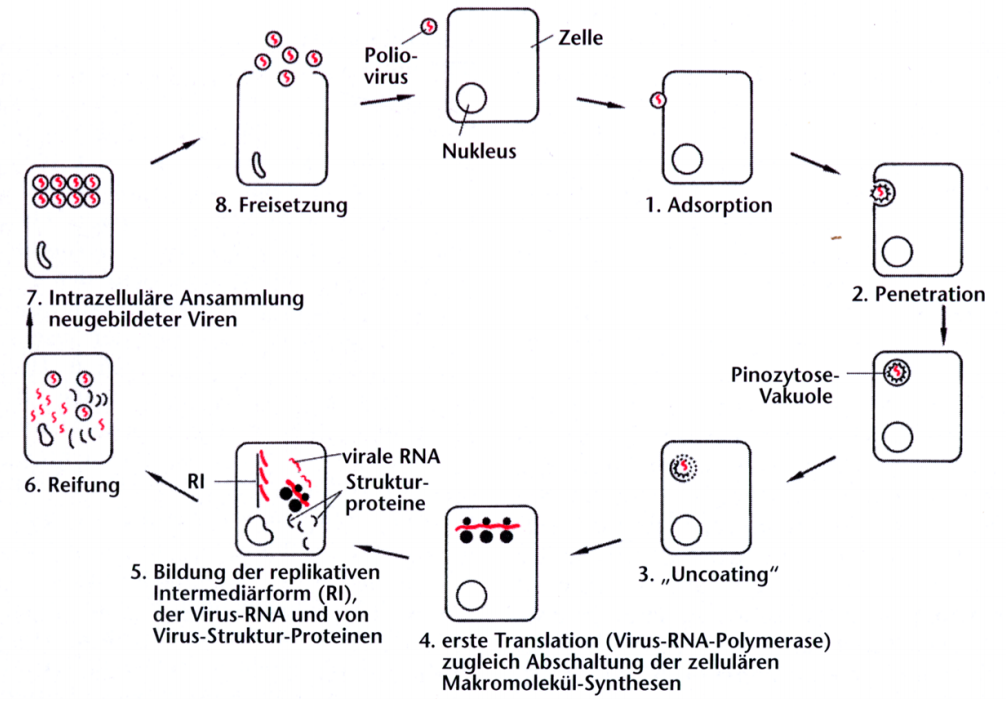 Polio-
virus
Zelle
Nukleus
1. Adsorption
2. Penetration
Pinozytose-
Vakuole
3. „Uncoating“
4. erste Translation (Virus-RNA-Polymerase)
zugleich Abschaltung der zellulären
Makromolekül-Synthesen
RI
virale RNA
Struktur-
proteine
5. Bildung der replikativen
Intermediärform (RI),
der Virus-RNA und von
Virus-Struktur-Proteinen
6. Reifung
7. Intrazelluläre Ansammlung
neugebildeter Viren
8. Freisetzung